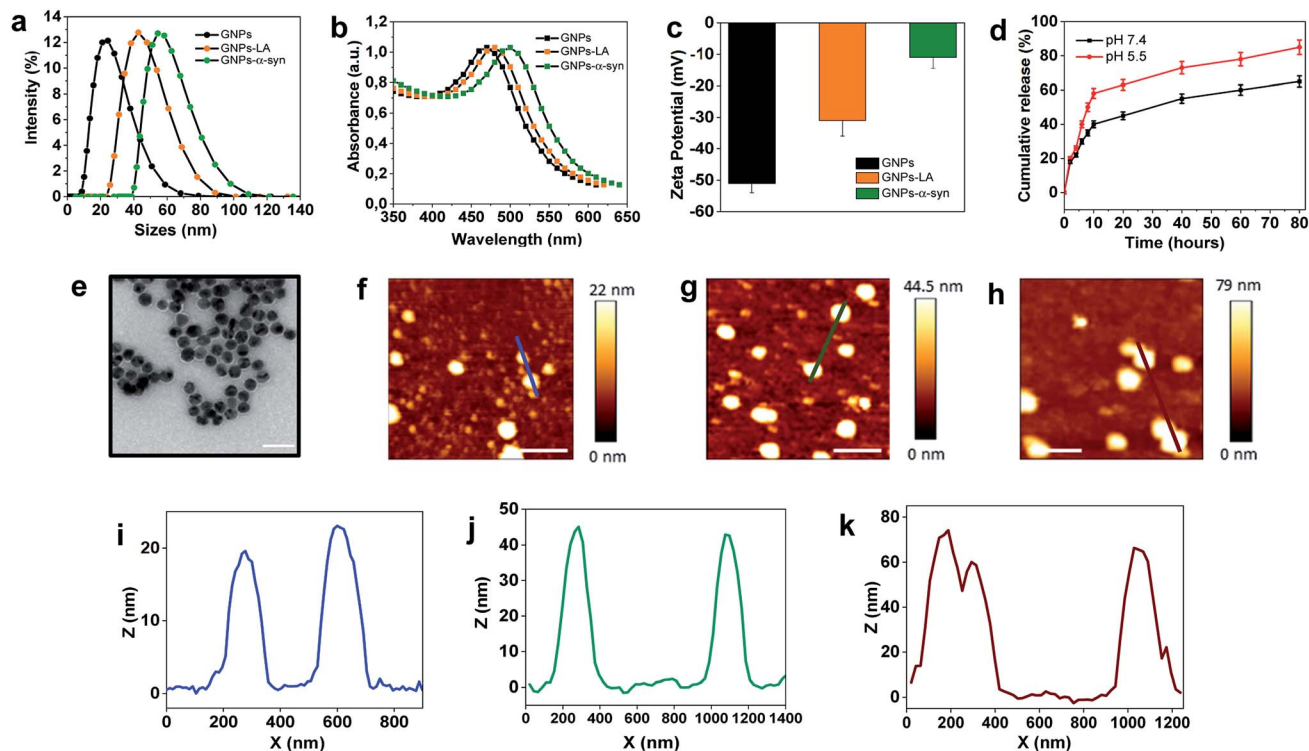 a
Intensity (%)
14
12
10
8
6
4
2
0
0 20 40 60 80 100 120 140
Sizes (nm)
GNPs
GNPs-LA
GNPs-α-syn
b
Absorbance (a.u.)
1,2
1,0
0,8
0,6
0,4
0,2
0,0
350 400 450 500 550 600 650
Wavelength (nm)
GNPs
GNPs-LA
GNPs-α-syn
c
Zeta Potential (mV)
0
-10
-20
-30
-40
-50
-60
GNPs
GNPs-LA
GNPs-α-syn
d
Cumulative release (%)
100
80
60
40
20
0
0 10 20 30 40 50 60 70 80
Time (hours)
pH 7.4
pH 5.5
e
f
22 nm
0 nm
g
44.5 nm
0 nm
h
79 nm
0 nm
i
Z (nm)
20
10
0
0 200 400 600 800
X (nm)
j
Z (nm)
50
40
30
20
10
0
0 200 400 600 800 1000 1200 1400
X (nm)
k
Z (nm)
80
60
40
20
0
0 200 400 600 800 1000 1200
X (nm)